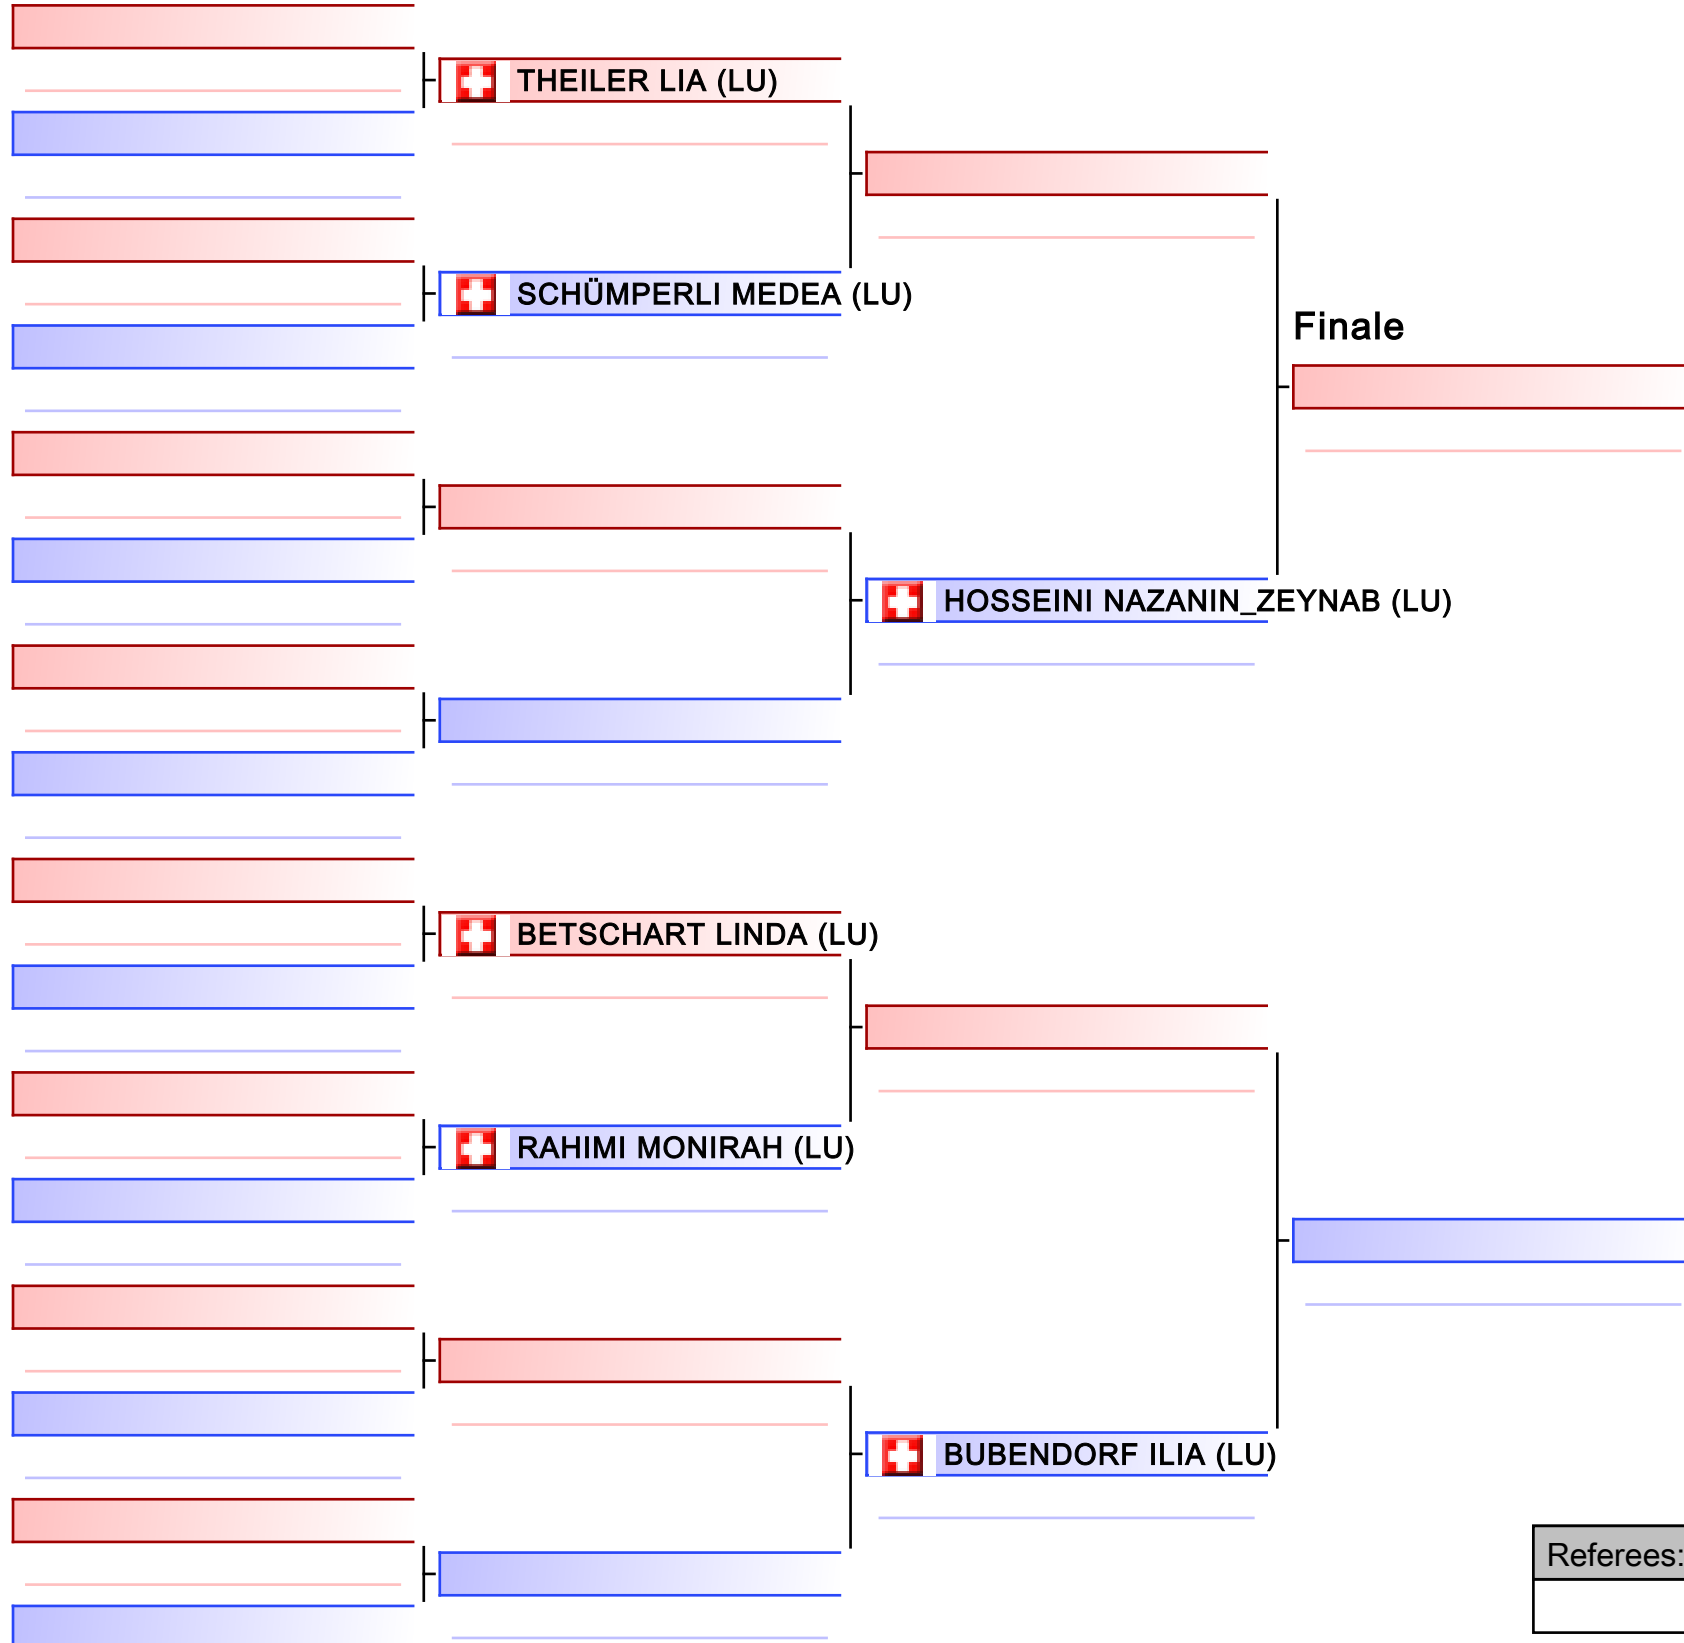 THEILER LIA (LU)
SCHÜMPERLI MEDEA (LU)
Finale
HOSSEINI NAZANIN_ZEYNAB (LU)
BETSCHART LINDA (LU)
RAHIMI MONIRAH (LU)
BUBENDORF ILIA (LU)
Referees: